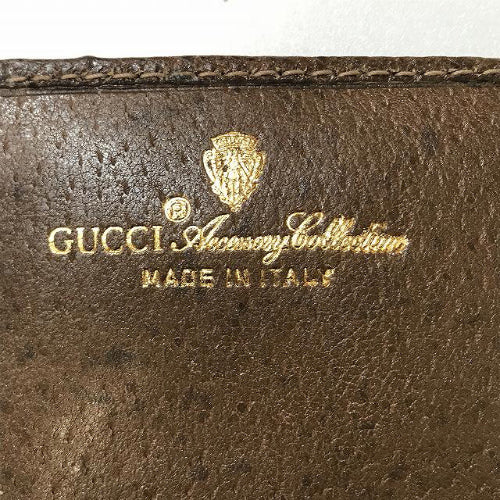 GUCCI® Accessory Collection
MADE IN ITALY